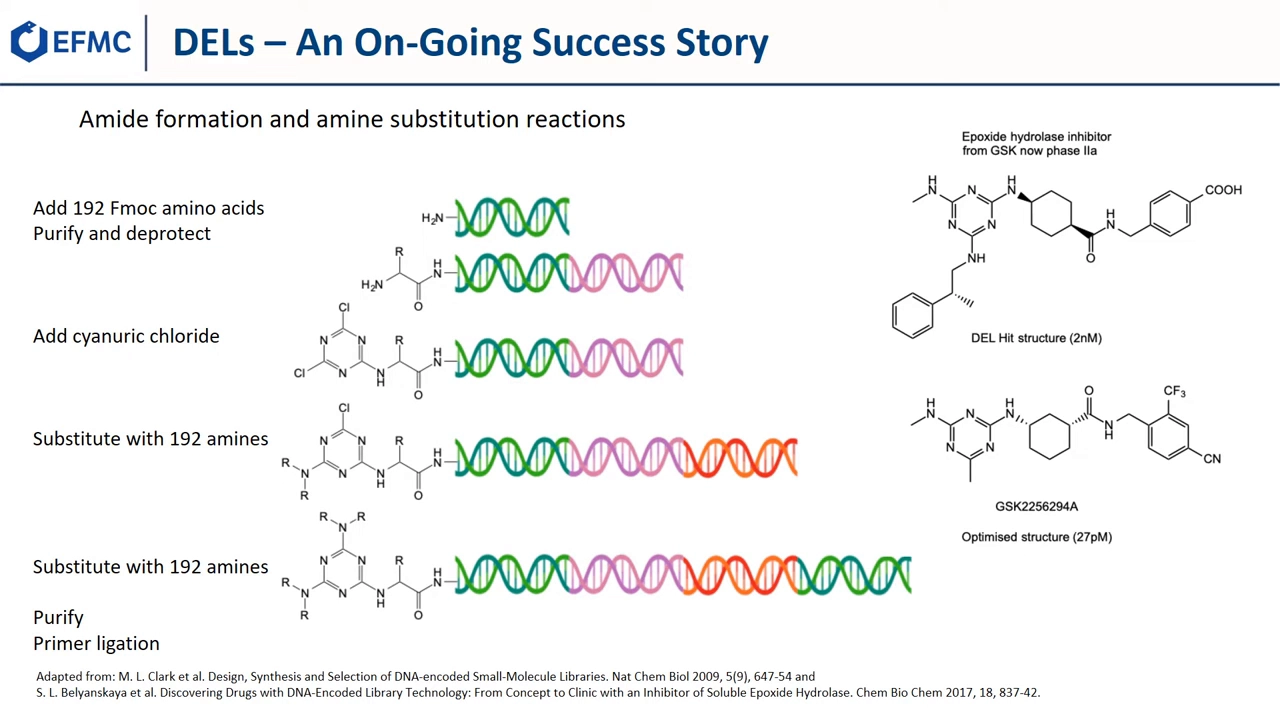 EFMC
DELs – An On-Going Success Story
Amide formation and amine substitution reactions
Add 192 Fmoc amino acids
Purify and deprotect
H₂N
R
H
N
H₂N
O
Add cyanuric chloride
Cl
N
N
R
H
N
Cl
N
N
H
O
Substitute with 192 amines
Cl
N
N
R
H
N
R
N
N
N
H
R
O
Substitute with 192 amines
R
N
R
N
N
R
H
N
R
N
N
N
H
R
O
Purify
Primer ligation
Epoxide hydrolase inhibitor
from GSK now phase IIa
H
N
N
N
H
N
N
NH
H
N
O
COOH
DEL Hit structure (2nM)
H
N
N
N
H
N
N
O
N
H
CF₃
CN
GSK2256294A
Optimised structure (27pM)
Adapted from: M. L. Clark et al. Design, Synthesis and Selection of DNA-encoded Small-Molecule Libraries. Nat Chem Biol 2009, 5(9), 647-54 and
S. L. Belyanskaya et al. Discovering Drugs with DNA-Encoded Library Technology: From Concept to Clinic with an Inhibitor of Soluble Epoxide Hydrolase. Chem Bio Chem 2017, 18, 837-42.